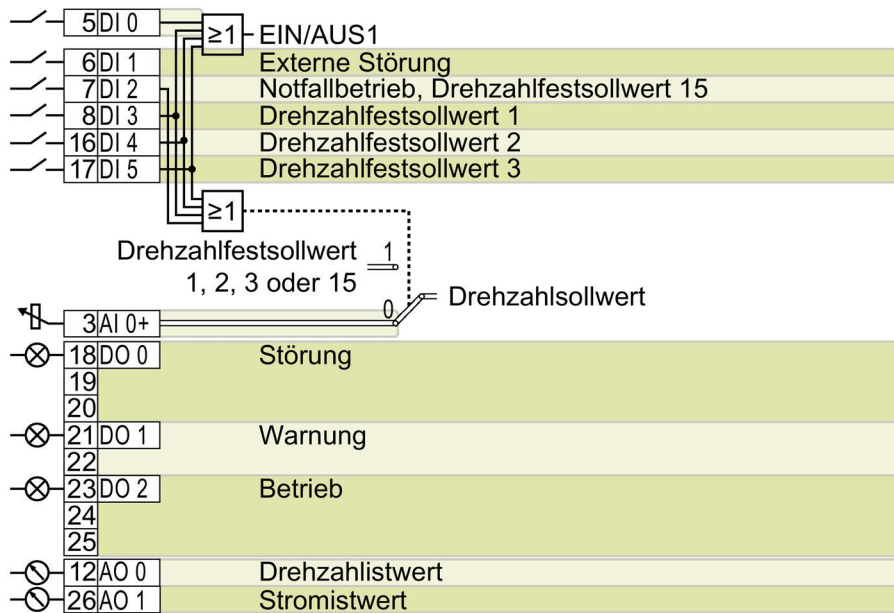 5 DI 0 ≥1 EIN/AUS1
6 DI 1 Externe Störung
7 DI 2 Notfallbetrieb, Drehzahlfestsollwert 15
8 DI 3 Drehzahlfestsollwert 1
16 DI 4 Drehzahlfestsollwert 2
17 DI 5 Drehzahlfestsollwert 3
≥1
Drehzahlfestsollwert 1
1, 2, 3 oder 15
0 Drehzahlsollwert
3 AI 0+
18 DO 0 Störung
19
20
21 DO 1 Warnung
22
23 DO 2 Betrieb
24
25
12 AO 0 Drehzahlistwert
26 AO 1 Stromistwert